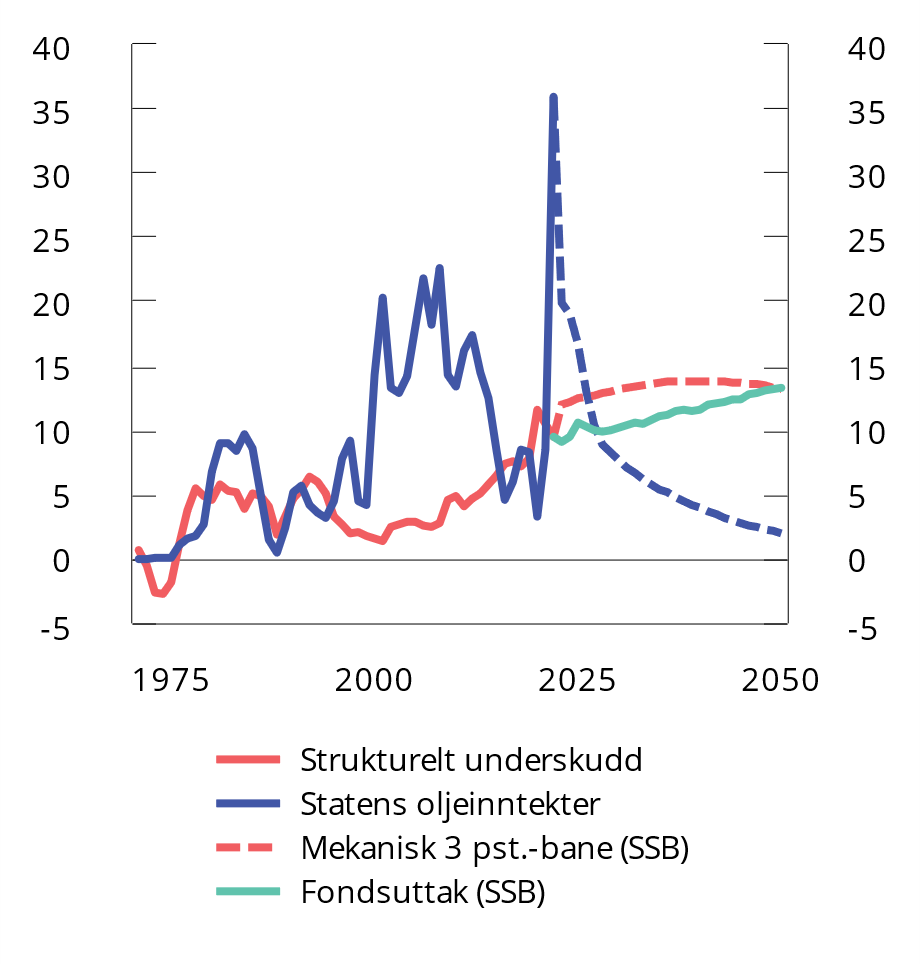 40 40
35 35
30 30
25 25
20 20
15 15
10 10
5 5
0 0
-5 -5
1975 2000 2025 2050
Strukturelt underskudd
Statens oljeinntekter
Mekanisk 3 pst.-bane (SSB)
Fondsuttak (SSB)